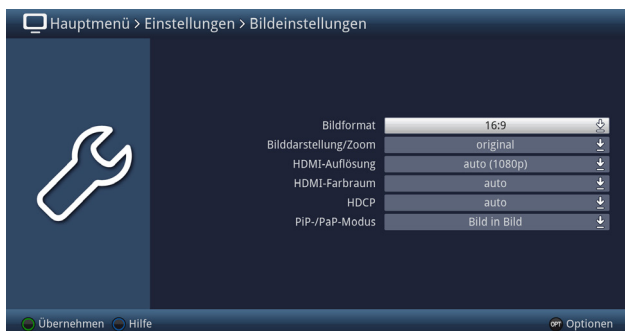 Hauptmenü > Einstellungen > Bildeinstellungen
Bildformat 16:9
Bilddarstellung/Zoom original
HDMI-Auflösung auto (1080p)
HDMI-Farbraum auto
HDCP auto
PiP-/PaP-Modus Bild in Bild
Übernehmen Hilfe OPT Optionen